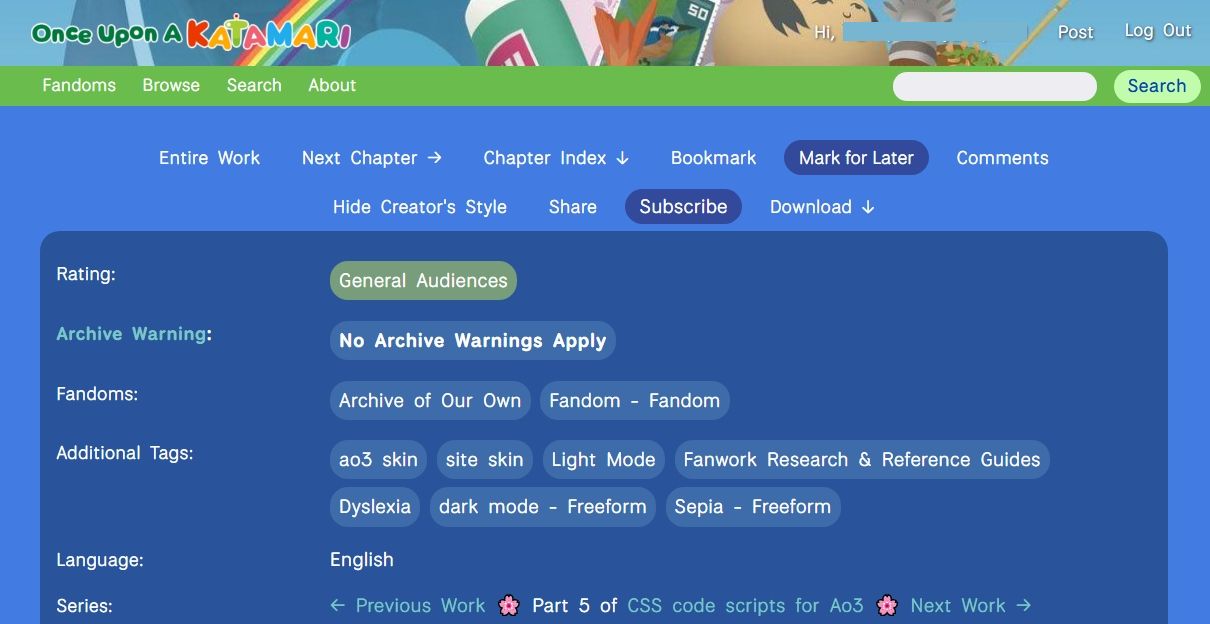 Once Upon A KATAMARI
50
Hi,
Post
Log Out
Fandoms Browse Search About
Search
Entire Work Next Chapter → Chapter Index ↓ Bookmark Mark for Later Comments
Hide Creator's Style Share Subscribe Download ↓
Rating: General Audiences
Archive Warning: No Archive Warnings Apply
Fandoms: Archive of Our Own Fandom - Fandom
Additional Tags: ao3 skin site skin Light Mode Fanwork Research & Reference Guides
Dyslexia dark mode - Freeform Sepia - Freeform
Language: English
Series: ← Previous Work 🌸 Part 5 of CSS code scripts for Ao3 🌸 Next Work →